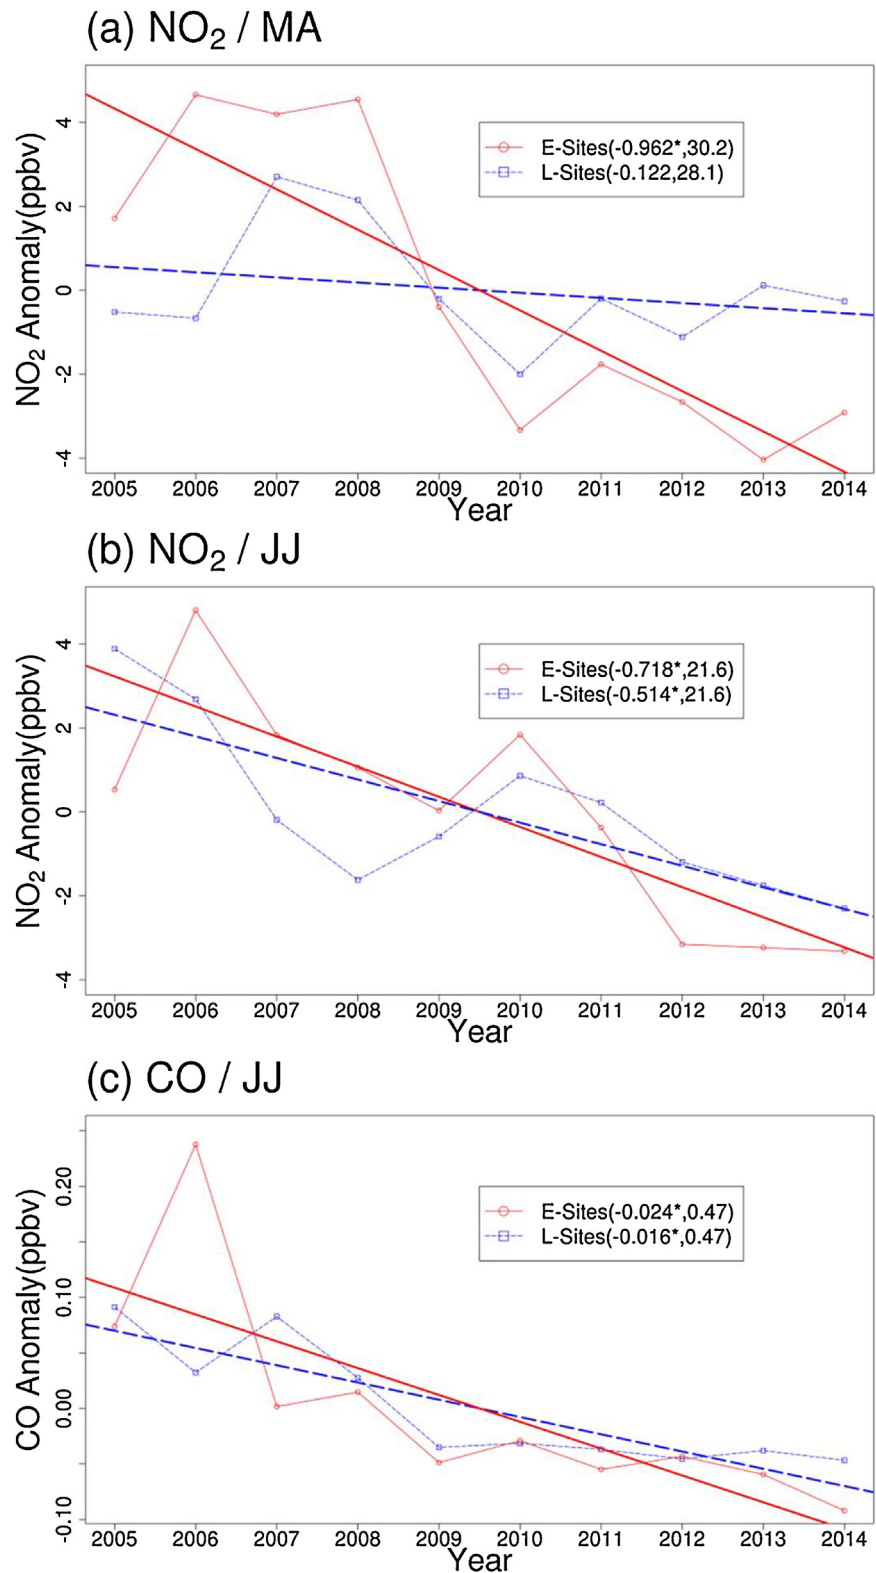 (a) NO₂ / MA
NO₂ Anomaly(ppbv)
4
2
0
-2
-4
E-Sites(-0.962*,30.2)
L-Sites(-0.122,28.1)
2005 2006 2007 2008 2009 2010 2011 2012 2013 2014
Year
(b) NO₂ / JJ
NO₂ Anomaly(ppbv)
4
2
0
-2
-4
E-Sites(-0.718*,21.6)
L-Sites(-0.514*,21.6)
2005 2006 2007 2008 2009 2010 2011 2012 2013 2014
Year
(c) CO / JJ
CO Anomaly(ppbv)
0.20
0.10
0.00
-0.10
E-Sites(-0.024*,0.47)
L-Sites(-0.016*,0.47)
2005 2006 2007 2008 2009 2010 2011 2012 2013 2014
Year